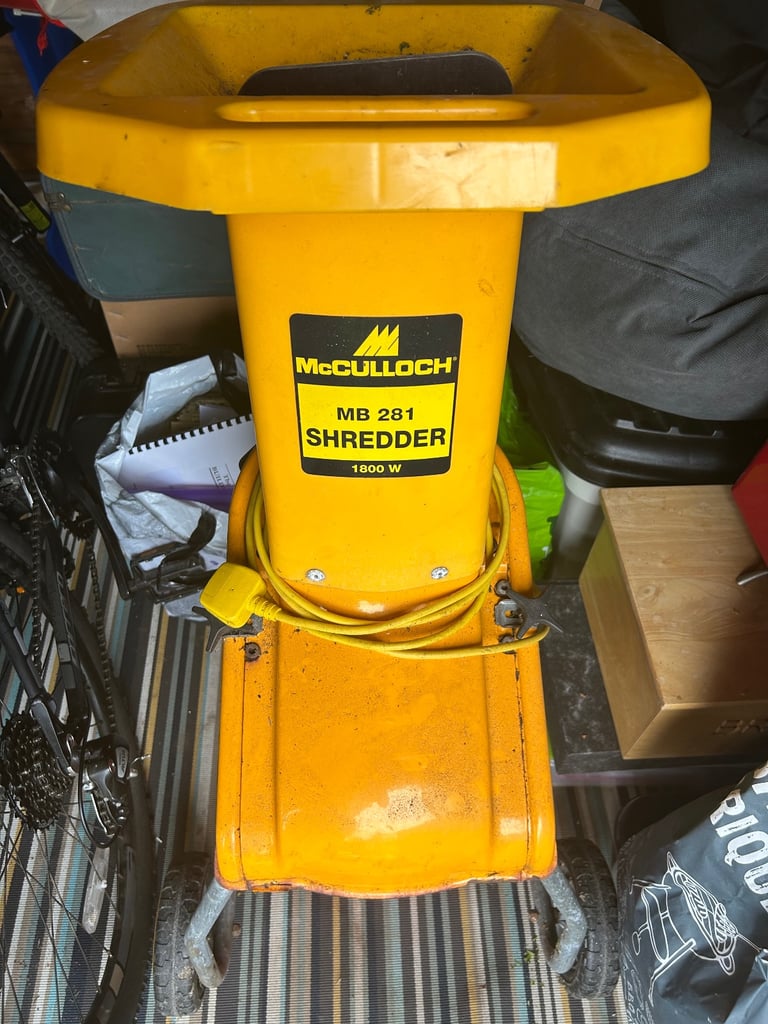 McCULLOCH
MB 281
SHREDDER
1800 W